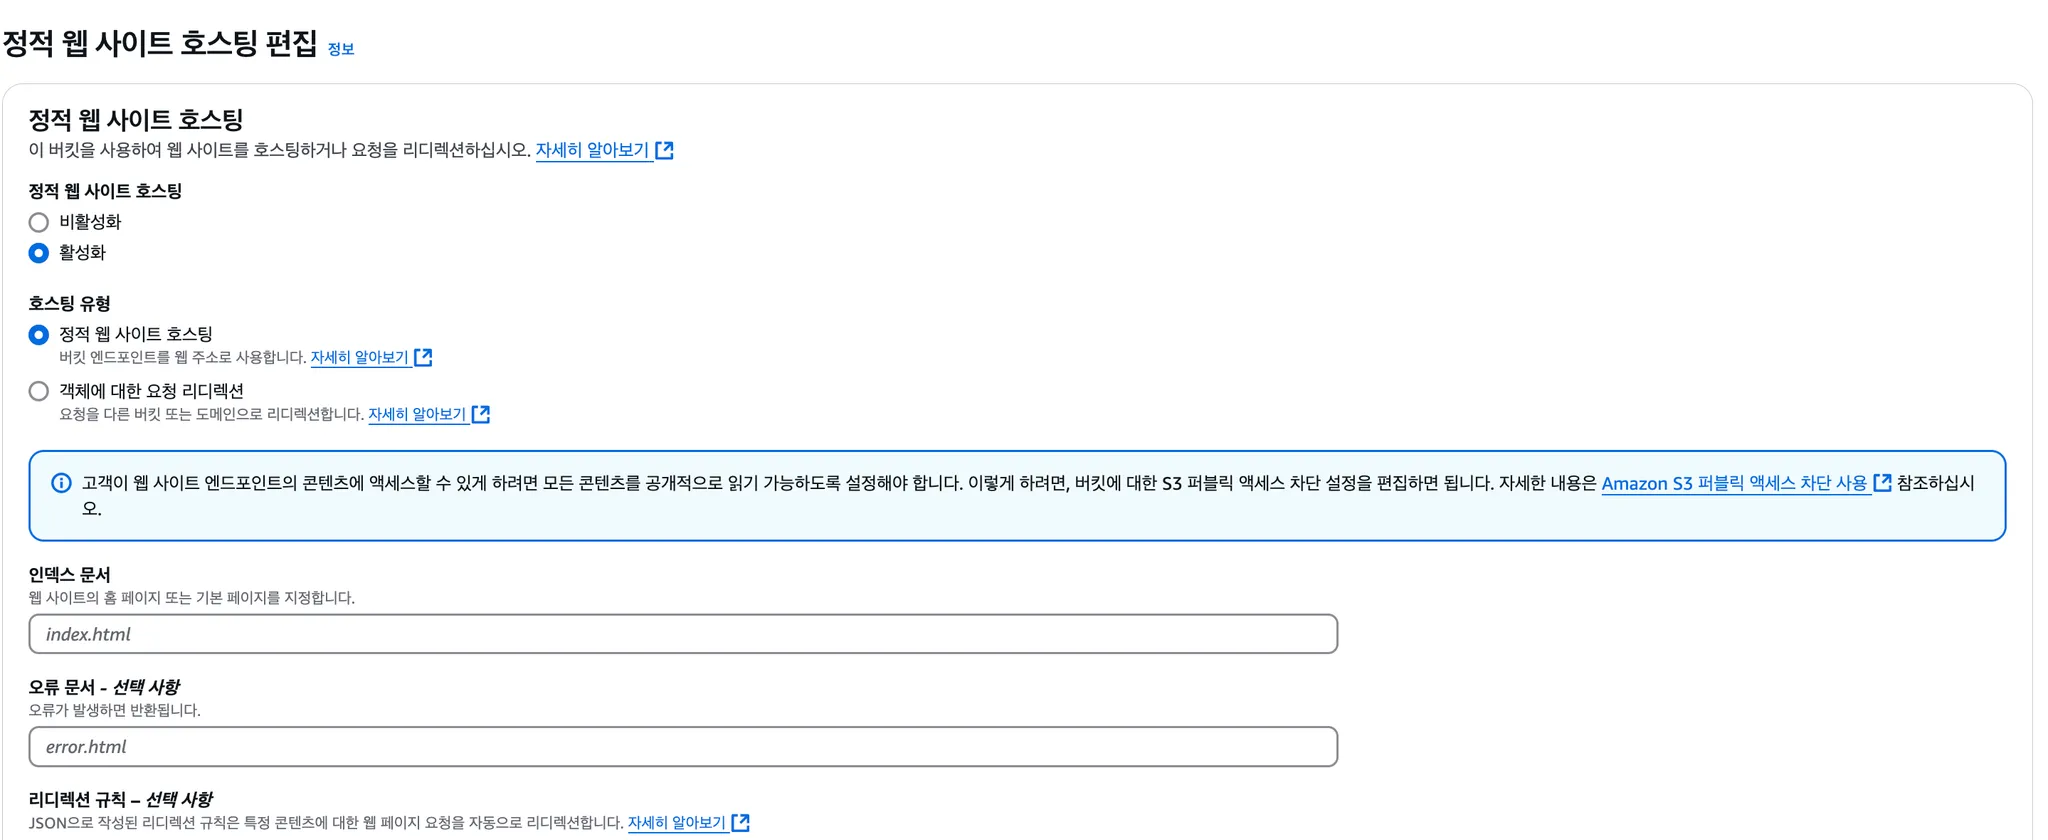 정적 웹 사이트 호스팅 편집 정보
정적 웹 사이트 호스팅
이 버킷을 사용하여 웹 사이트를 호스팅하거나 요청을 리디렉션하십시오. 자세히 알아보기
정적 웹 사이트 호스팅
비활성화
활성화
호스팅 유형
정적 웹 사이트 호스팅
버킷 엔드포인트를 웹 주소로 사용합니다. 자세히 알아보기
객체에 대한 요청 리디렉션
요청을 다른 버킷 또는 도메인으로 리디렉션합니다. 자세히 알아보기
고객이 웹 사이트 엔드포인트의 콘텐츠에 액세스할 수 있게 하려면 모든 콘텐츠를 공개적으로 읽기 가능하도록 설정해야 합니다. 이렇게 하려면, 버킷에 대한 S3 퍼블릭 액세스 차단 설정을 편집하면 됩니다. 자세한 내용은 Amazon S3 퍼블릭 액세스 차단 사용 참조하십시
오.
인덱스 문서
웹 사이트의 홈 페이지 또는 기본 페이지를 지정합니다.
index.html
오류 문서 - 선택 사항
오류가 발생하면 반환됩니다.
error.html
리디렉션 규칙 – 선택 사항
JSON으로 작성된 리디렉션 규칙은 특정 콘텐츠에 대한 웹 페이지 요청을 자동으로 리디렉션합니다. 자세히 알아보기